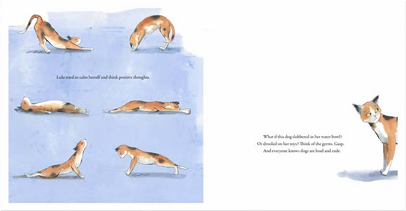 Lulu tried to calm herself and think positive thoughts.
What if this dog slobbered in her water bowl?
Or drooled on her toys? Think of the germs. Gasp.
And everyone knows dogs are loud and rude.